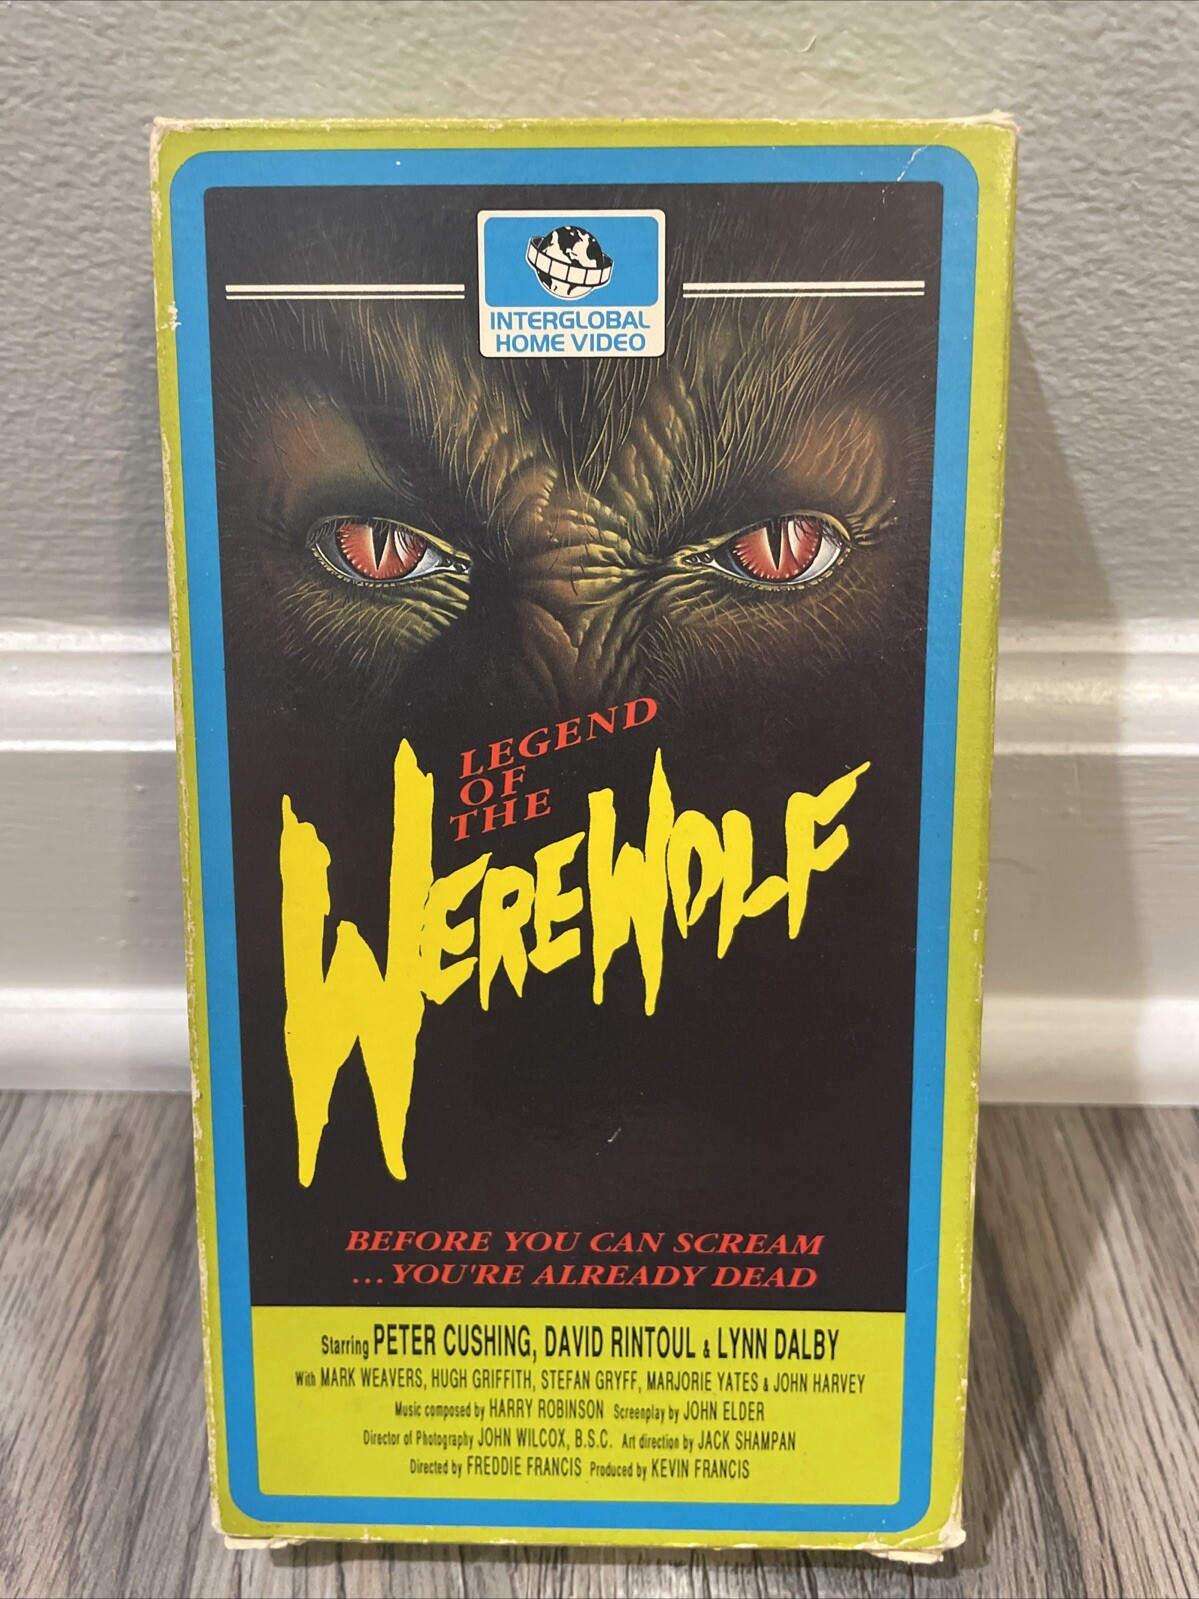 INTERGLOBAL
HOME VIDEO
LEGEND
OF
THE
WEREWOLF
BEFORE YOU CAN SCREAM
...YOU'RE ALREADY DEAD
Starring PETER CUSHING, DAVID RINTOUL & LYNN DALBY
With MARK WEAVERS, HUGH GRIFFITH, STEFAN GRYFF, MARJORIE YATES & JOHN HARVEY
Music composed by HARRY ROBINSON Screenplay by JOHN ELDER
Director of Photography JOHN WILCOX, B.S.C. Art direction by JACK SHAMPAN
Directed by FREDDIE FRANCIS Produced by KEVIN FRANCIS